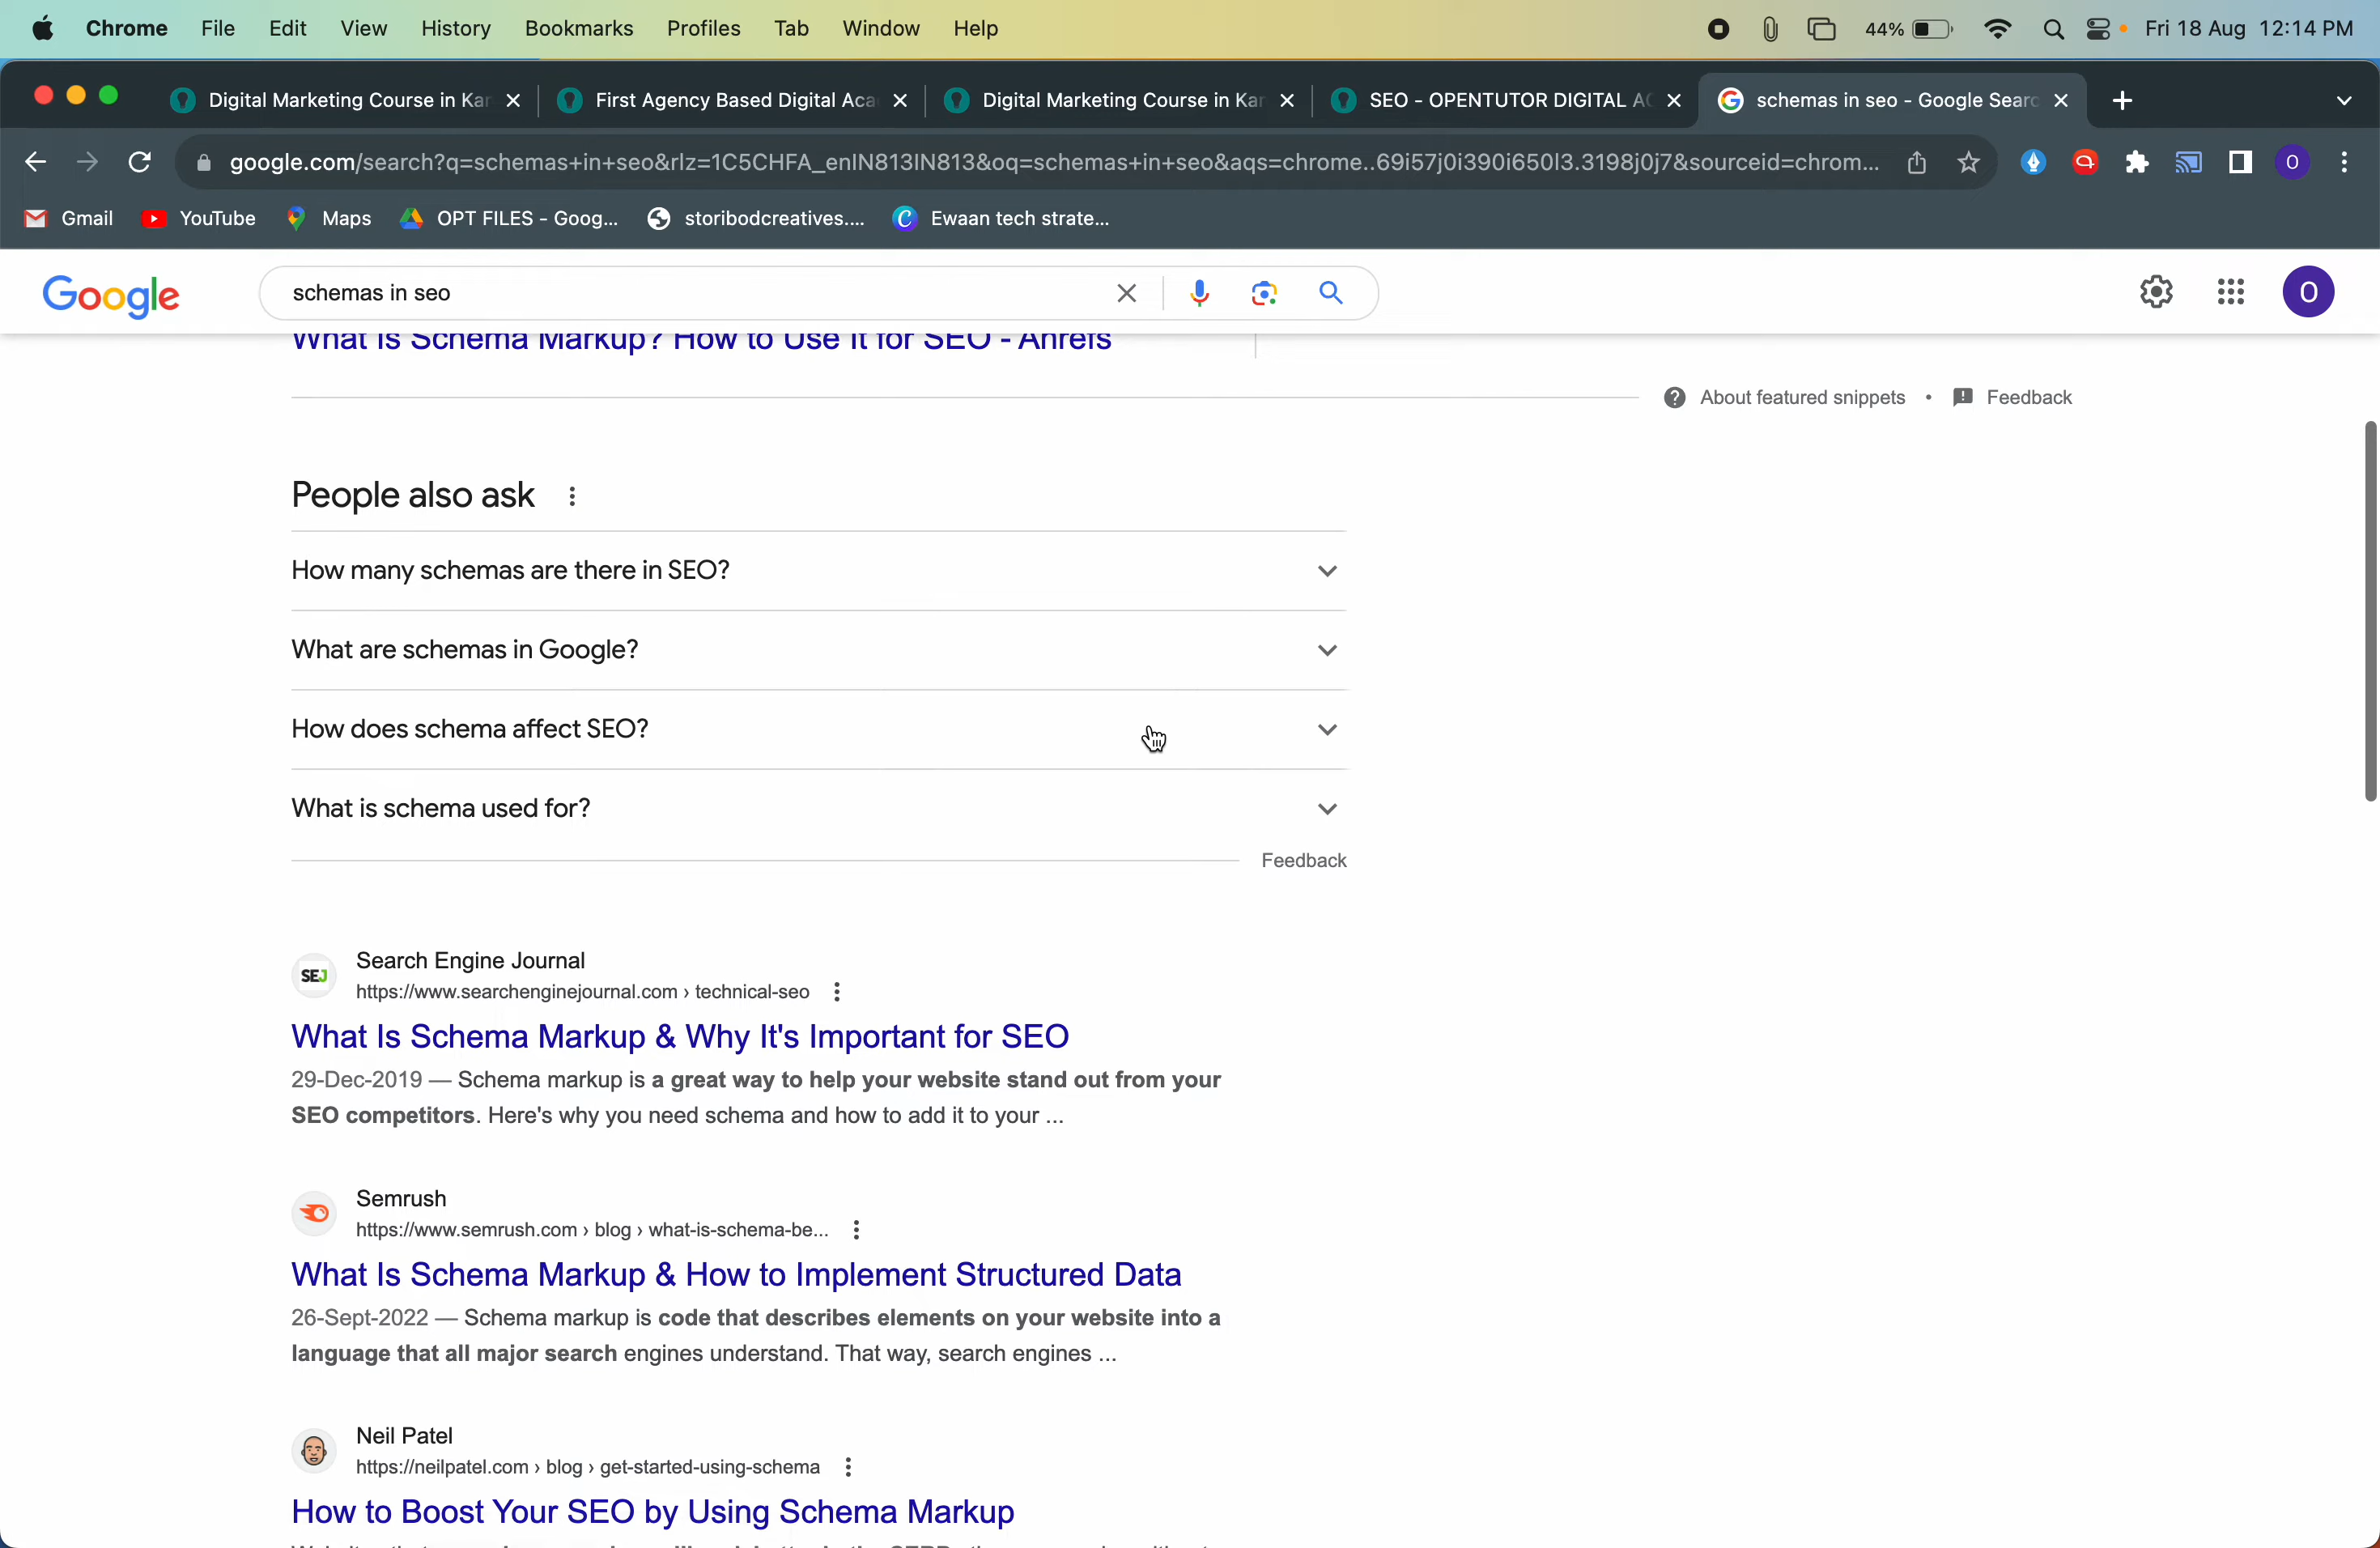 Chrome File Edit View History Bookmarks Profiles Tab Window Help 44% Fri 18 Aug 12:14 PM
Digital Marketing Course in Kar First Agency Based Digital Aca Digital Marketing Course in Kar SEO - OPENTUTOR DIGITAL AC schemas in seo - Google Searc
google.com/search?q=schemas+in+seo&rlz=1C5CHFA_enIN813IN813&oq=schemas+in+seo&aqs=chrome..69i57j0i390i650l3.3198j0j7&sourceid=chrom...
Gmail YouTube Maps OPT FILES - Goog... storibodcreatives.... Ewaan tech strate...
Google schemas in seo
What Is Schema Markup? How to Use It for SEO - Ahrefs
About featured snippets • Feedback
People also ask
How many schemas are there in SEO?
What are schemas in Google?
How does schema affect SEO?
What is schema used for?
Feedback
Search Engine Journal
SEJ
https://www.searchenginejournal.com › technical-seo
What Is Schema Markup & Why It's Important for SEO
29-Dec-2019 — Schema markup is a great way to help your website stand out from your
SEO competitors. Here's why you need schema and how to add it to your ...
Semrush
https://www.semrush.com › blog › what-is-schema-be...
What Is Schema Markup & How to Implement Structured Data
26-Sept-2022 — Schema markup is code that describes elements on your website into a
language that all major search engines understand. That way, search engines ...
Neil Patel
https://neilpatel.com › blog › get-started-using-schema
How to Boost Your SEO by Using Schema Markup